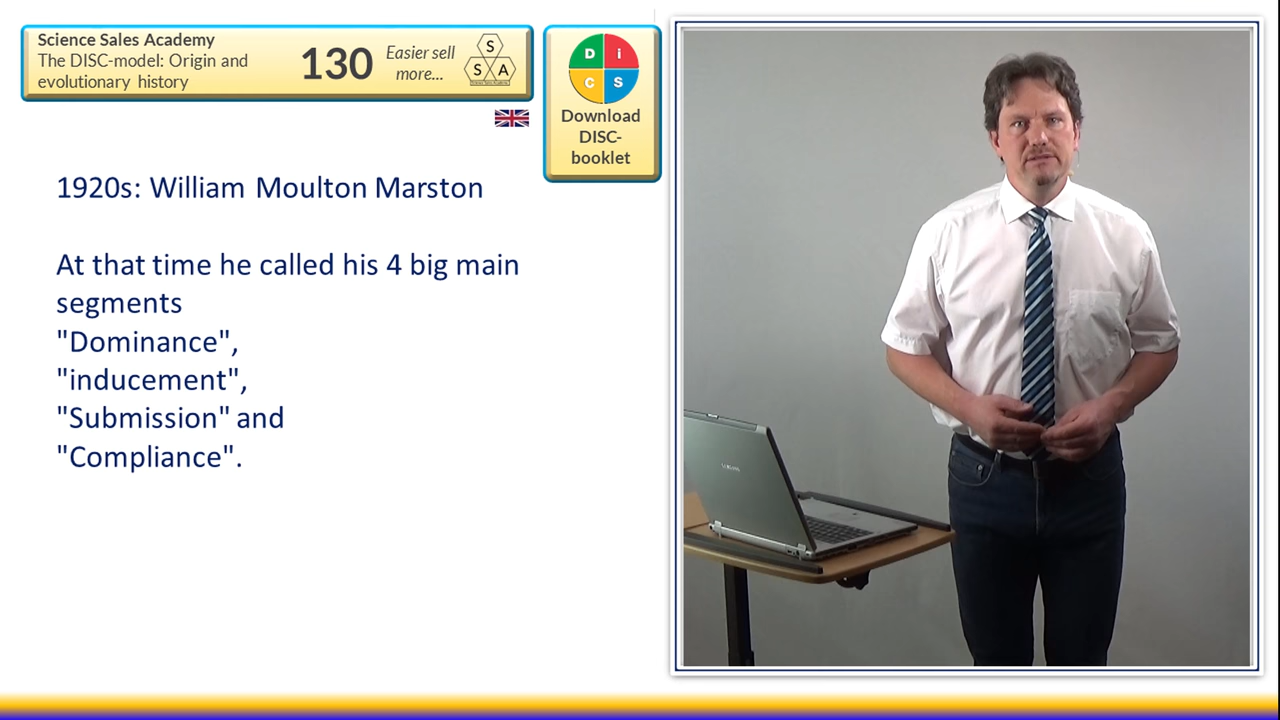 Science Sales Academy
The DISC-model: Origin and
evolutionary history
130
Easier sell
more...
S
S A
D i
C S
Download
DISC-
booklet
1920s: William Moulton Marston
At that time he called his 4 big main
segments
"Dominance",
"inducement",
"Submission" and
"Compliance".
SAMSUNG